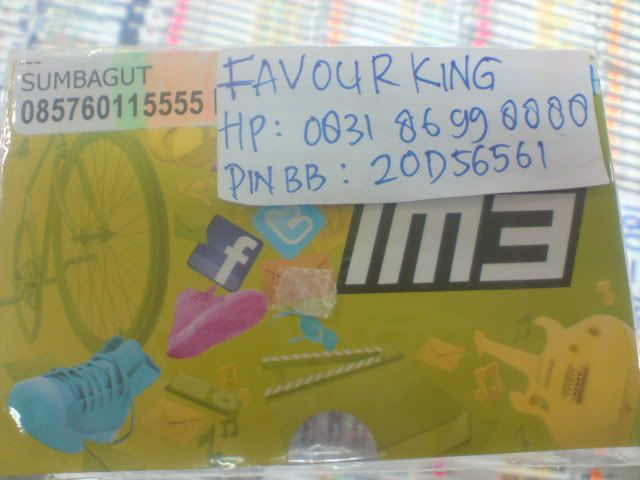 SUMBAGUT
085760115555
FAVOUR KING
HP: 0831 8699 8880
PIN BB: 20D56561
IM3
f